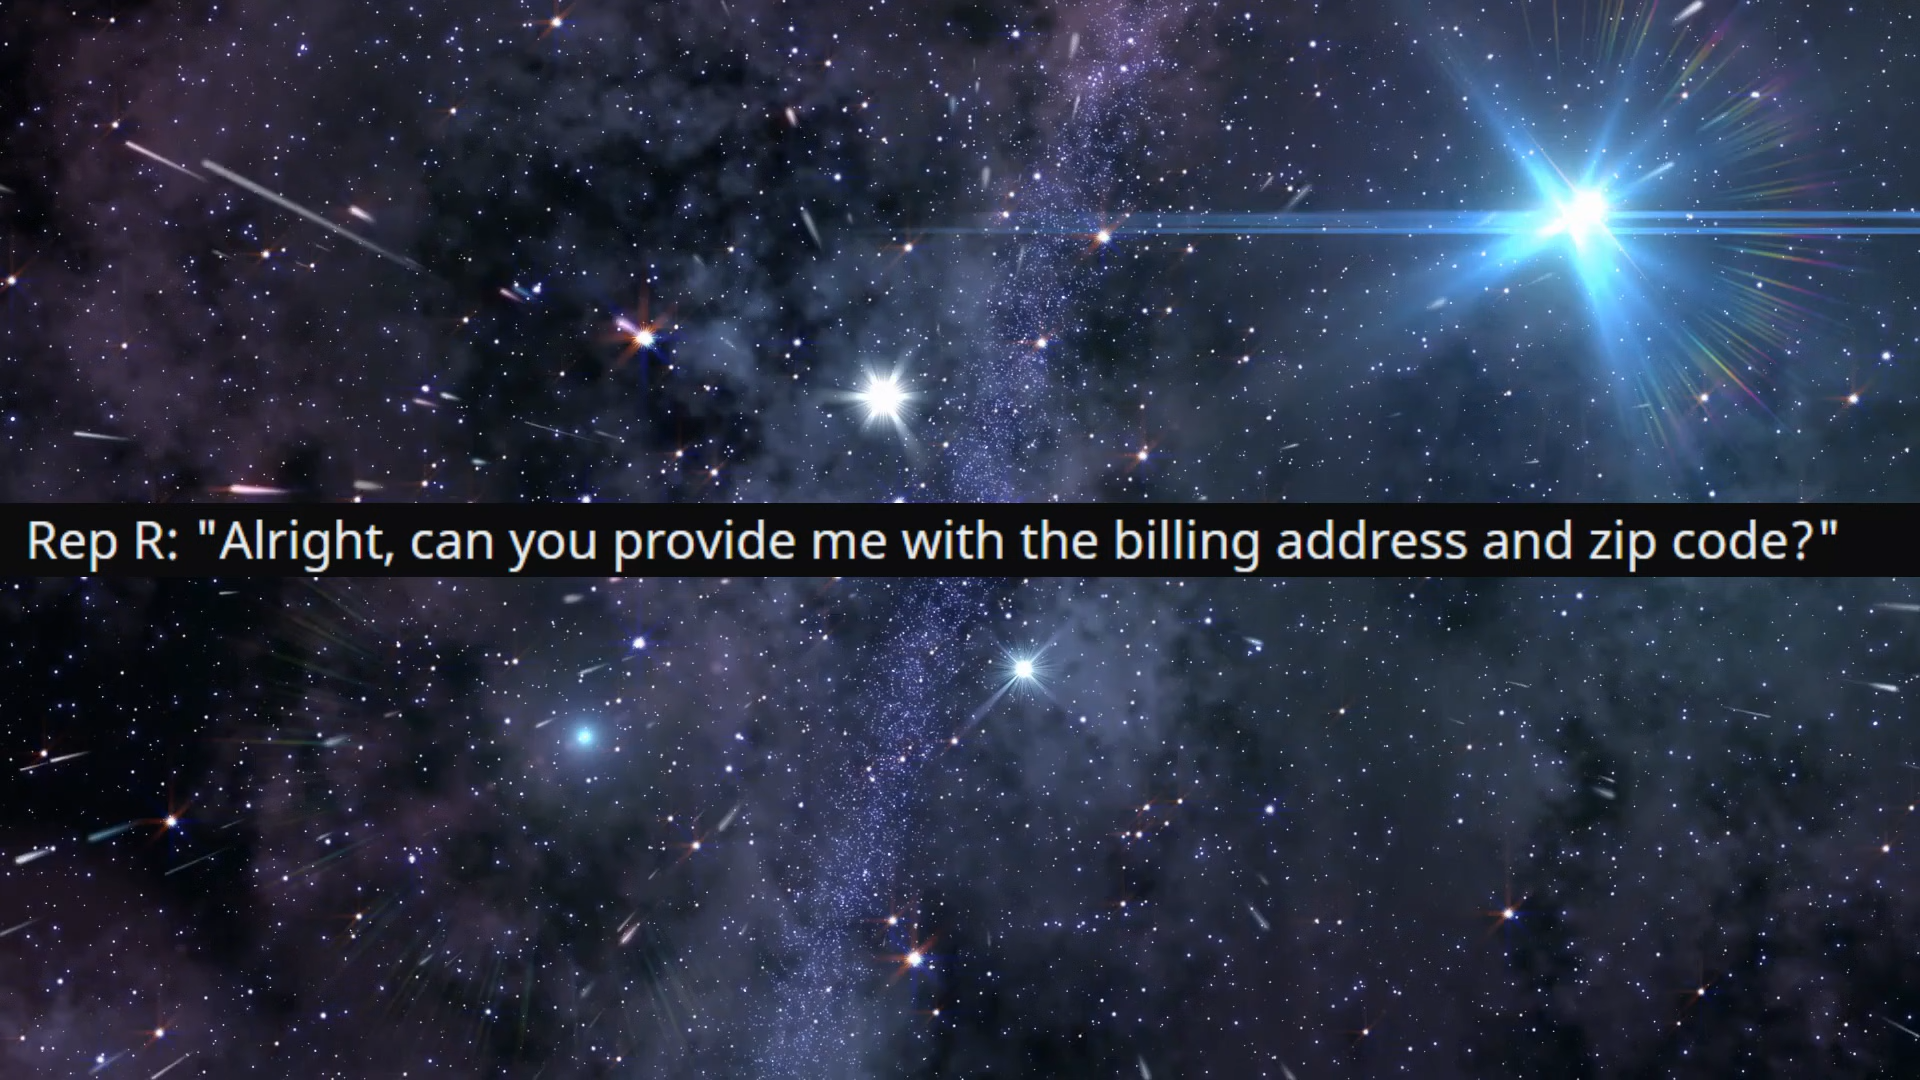 Rep R: "Alright, can you provide me with the billing address and zip code?"